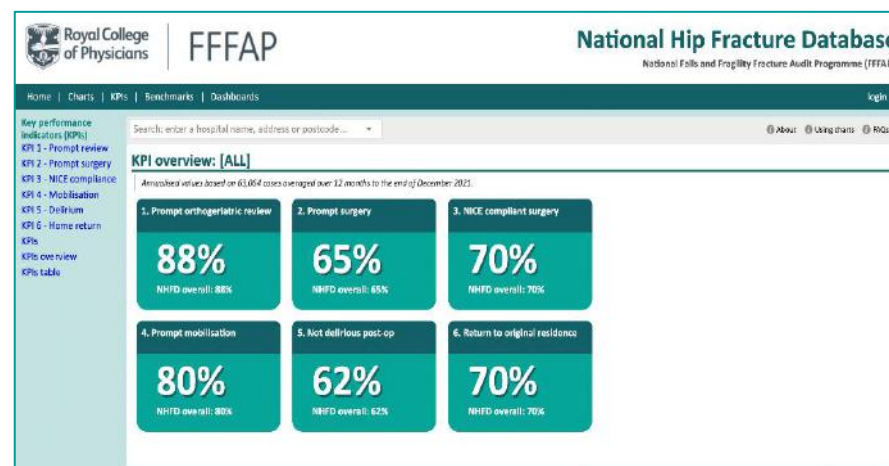 Royal College
of Physicians
FFFAP
National Hip Fracture Database
National Falls and Fragility Fracture Audit Programme (FFFAP
Home | Charts | KPIs | Benchmarks | Dashboards
login
Key performance
indicators (KPIs)
KPI 1 - Prompt review
KPI 2 - Prompt surgery
KPI 3 - NICE compliance
KPI 4 - Mobilisation
KPI 5 - Delirium
KPI 6 - Home return
KPIs
KPIs overview
KPIs table
Search: enter a hospital name, address or postcode...
About Using charts FAQs
KPI overview: [ALL]
Annualised values based on 63,064 cases averaged over 12 months to the end of December 2021.
1. Prompt orthogeriatric review
88%
NHFD overall: 88%
2. Prompt surgery
65%
NHFD overall: 65%
3. NICE compliant surgery
70%
NHFD overall: 70%
4. Prompt mobilisation
80%
NHFD overall: 80%
5. Not delirious post-op
62%
NHFD overall: 62%
6. Return to original residence
70%
NHFD overall: 70%